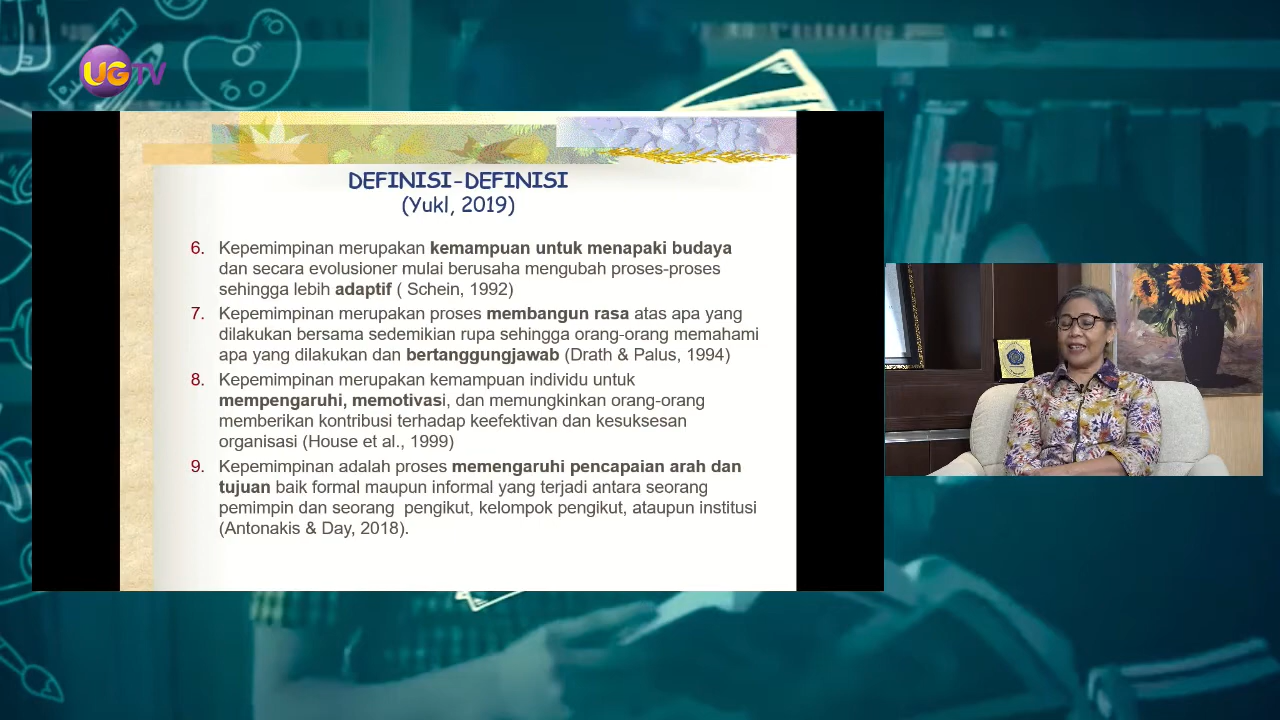 UGTV
DEFINISI-DEFINISI
(Yukl, 2019)
6. Kepemimpinan merupakan kemampuan untuk menapaki budaya
dan secara evolusioner mulai berusaha mengubah proses-proses
sehingga lebih adaptif ( Schein, 1992)
7. Kepemimpinan merupakan proses membangun rasa atas apa yang
dilakukan bersama sedemikian rupa sehingga orang-orang memahami
apa yang dilakukan dan bertanggungjawab (Drath & Palus, 1994)
8. Kepemimpinan merupakan kemampuan individu untuk
mempengaruhi, memotivasi, dan memungkinkan orang-orang
memberikan kontribusi terhadap keefektivan dan kesuksesan
organisasi (House et al., 1999)
9. Kepemimpinan adalah proses memengaruhi pencapaian arah dan
tujuan baik formal maupun informal yang terjadi antara seorang
pemimpin dan seorang  pengikut, kelompok pengikut, ataupun institusi
(Antonakis & Day, 2018).